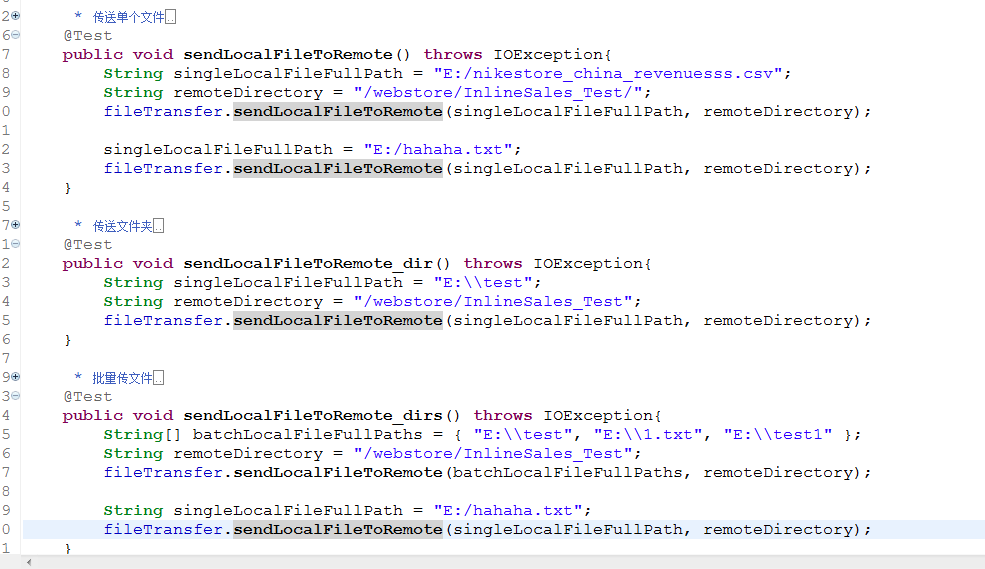 2 * 传送单个文件..
6 @Test
7 public void sendLocalFileToRemote() throws IOException{
8 String singleLocalFileFullPath = "E:/nikestore_china_revenuesss.csv";
9 String remoteDirectory = "/webstore/InlineSales_Test/";
0 fileTransfer.sendLocalFileToRemote(singleLocalFileFullPath, remoteDirectory);
1
2 singleLocalFileFullPath = "E:/hahaha.txt";
3 fileTransfer.sendLocalFileToRemote(singleLocalFileFullPath, remoteDirectory);
4 }
5
7 * 传送文件夹..
1 @Test
2 public void sendLocalFileToRemote_dir() throws IOException{
3 String singleLocalFileFullPath = "E:\\test";
4 String remoteDirectory = "/webstore/InlineSales_Test";
5 fileTransfer.sendLocalFileToRemote(singleLocalFileFullPath, remoteDirectory);
6 }
7
9 * 批量传文件..
3 @Test
4 public void sendLocalFileToRemote_dirs() throws IOException{
5 String[] batchLocalFileFullPaths = { "E:\\test", "E:\\1.txt", "E:\\test1" };
6 String remoteDirectory = "/webstore/InlineSales_Test";
7 fileTransfer.sendLocalFileToRemote(batchLocalFileFullPaths, remoteDirectory);
8
9 String singleLocalFileFullPath = "E:/hahaha.txt";
0 fileTransfer.sendLocalFileToRemote(singleLocalFileFullPath, remoteDirectory);
1 }